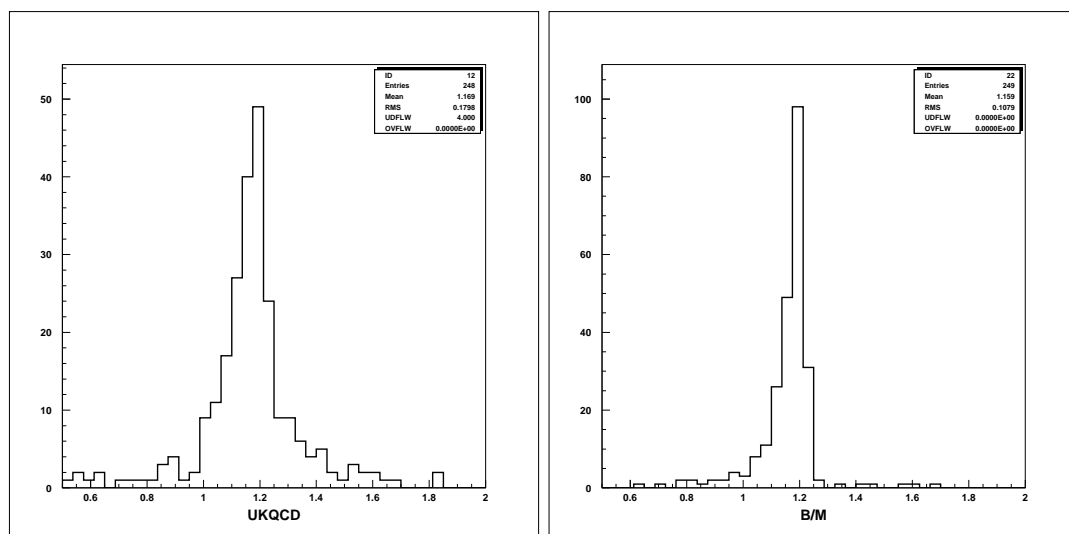 ID 12
Entries 248
Mean 1.169
RMS 0.1798
UDFLW 4.000
OVFLW 0.0000E+00
50
40
30
20
10
0
0.6 0.8 1 1.2 1.4 1.6 1.8 2
UKQCD
ID 22
Entries 249
Mean 1.159
RMS 0.1079
UDFLW 0.0000E+00
OVFLW 0.0000E+00
100
80
60
40
20
0
0.6 0.8 1 1.2 1.4 1.6 1.8 2
B/M